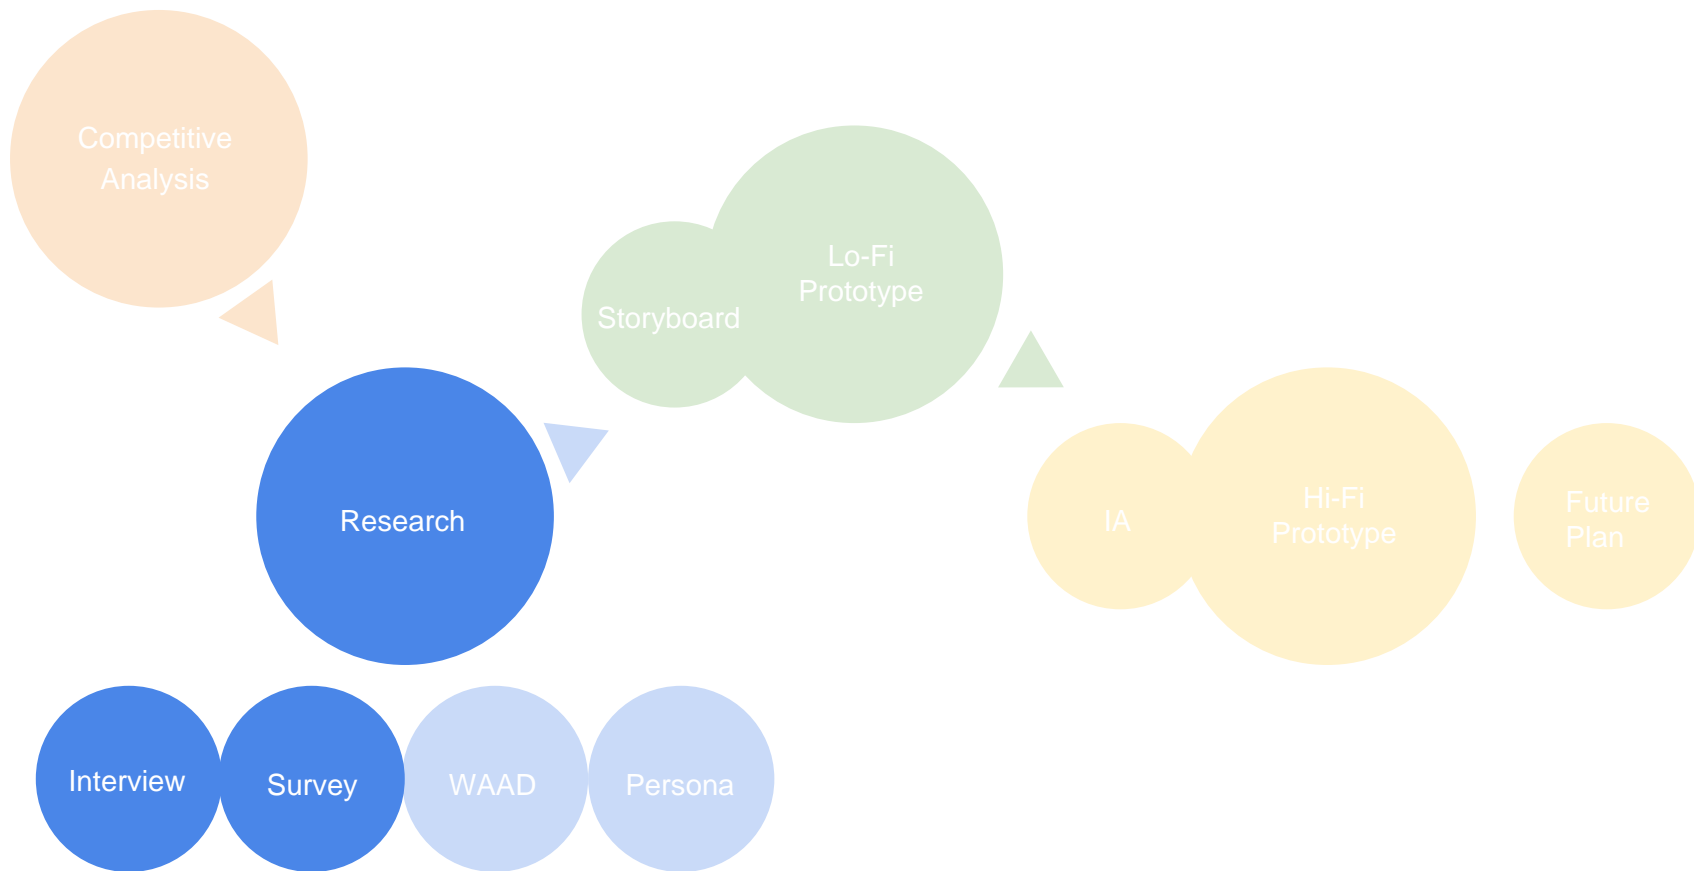 Competitive
Analysis
Lo-Fi
Prototype
Storyboard
Research
IA
Hi-Fi
Prototype
Future
Plan
Interview
Survey
WAAD
Persona